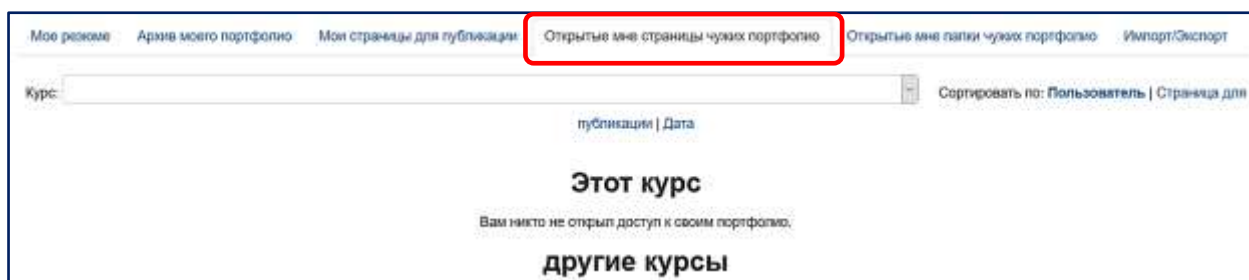 Мое резюме Архив моего портфолио Мои страницы для публикации Открытые мне страницы чужих портфолио Открытые мне папки чужих портфолио Импорт/Экспорт
Курс: Сортировать по: Пользователь | Страница для
публикации | Дата
Этот курс
Вам никто не открыл доступ к своим портфолио.
другие курсы